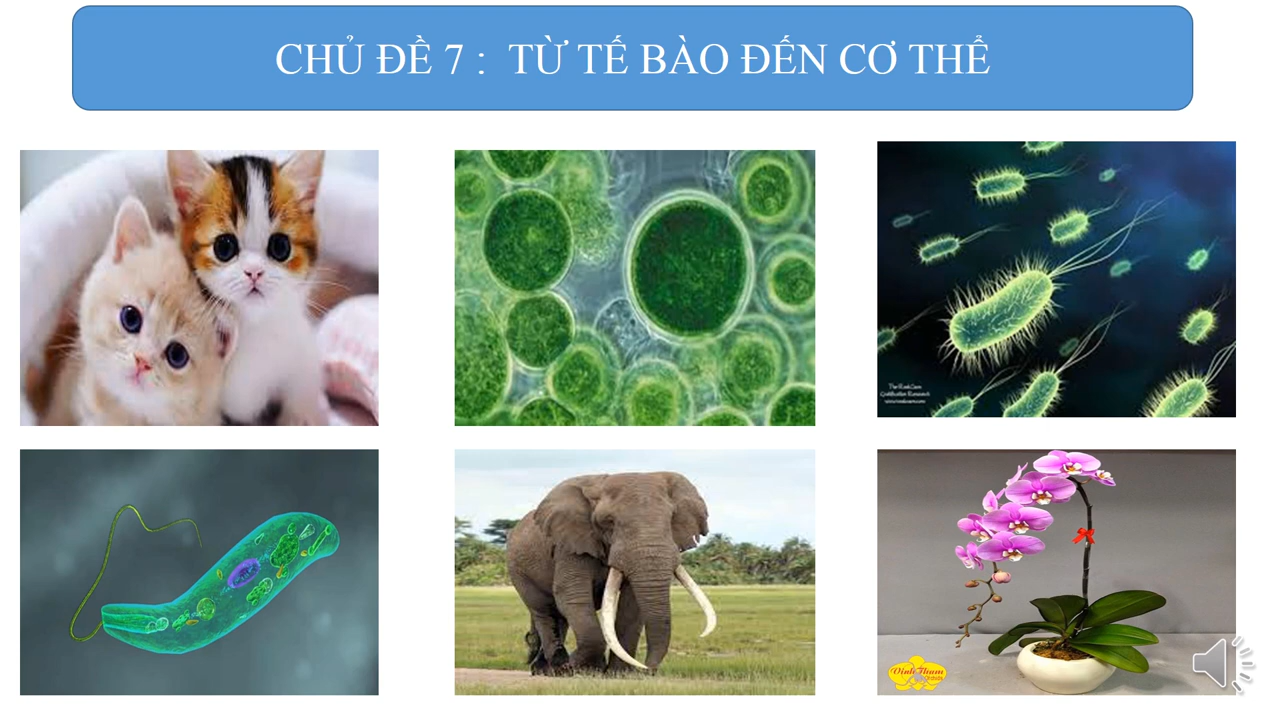 CHỦ ĐỀ 7 : TỪ TẾ BÀO ĐẾN CƠ THỂ